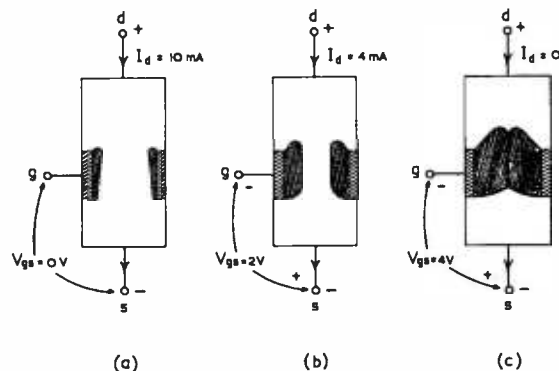 d
+
I_d = 10 mA
g
V_gs = 0 V
−
s
(a)
d
+
I_d = 4 mA
g
−
V_gs = 2V
+
−
s
(b)
d
+
I_d = 0
g
−
V_gs = 4V
+
−
s
(c)